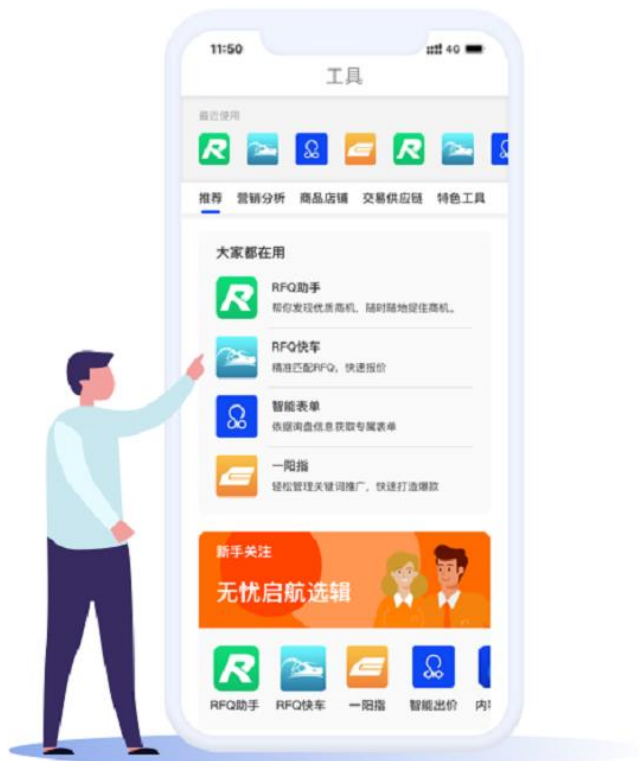 11:50 4G
工具
最近使用
推荐 营销分析 商品店铺 交易供应链 特色工具
大家都在用
RFQ助手
帮你发现优质商机，随时随地捉住商机。
RFQ快车
精准匹配RFQ，快速报价
智能表单
依据询盘信息获取专属表单
一阳指
轻松管理关键词推广，快速打造爆款
新手关注
无忧启航选辑
RFQ助手 RFQ快车 一阳指 智能出价 内